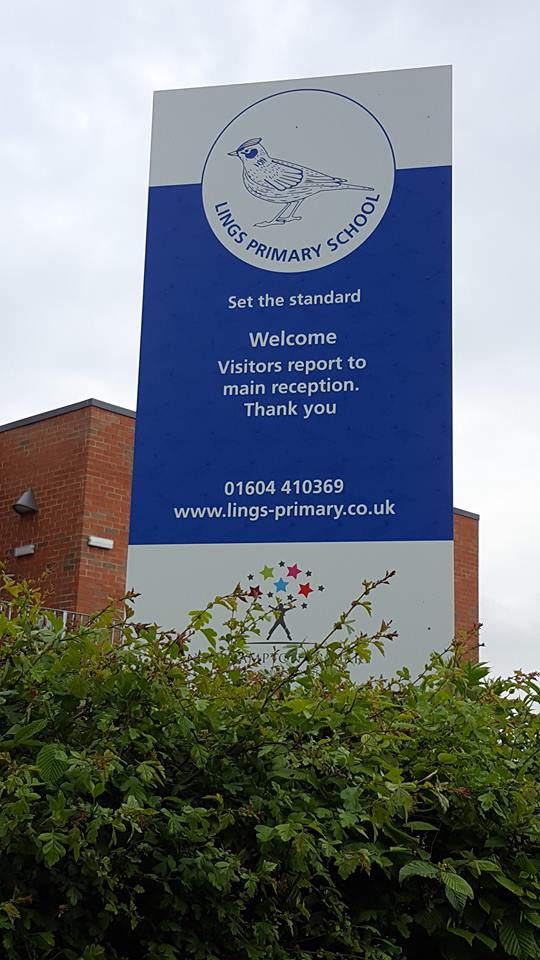 LINGS PRIMARY SCHOOL
Set the standard
Welcome
Visitors report to
main reception.
Thank you
01604 410369
www.lings-primary.co.uk